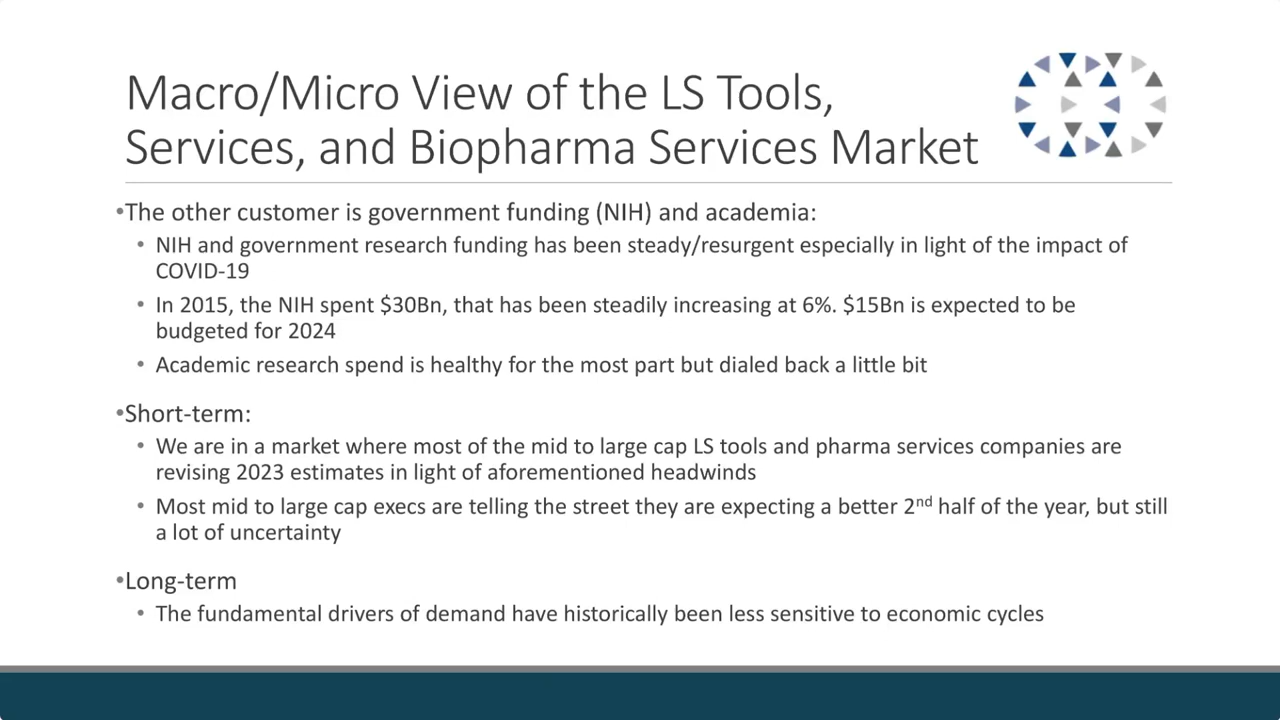 Macro/Micro View of the LS Tools,
Services, and Biopharma Services Market
•The other customer is government funding (NIH) and academia:
• NIH and government research funding has been steady/resurgent especially in light of the impact of
COVID-19
• In 2015, the NIH spent $30Bn, that has been steadily increasing at 6%. $15Bn is expected to be
budgeted for 2024
• Academic research spend is healthy for the most part but dialed back a little bit
•Short-term:
• We are in a market where most of the mid to large cap LS tools and pharma services companies are
revising 2023 estimates in light of aforementioned headwinds
• Most mid to large cap execs are telling the street they are expecting a better 2nd half of the year, but still
a lot of uncertainty
•Long-term
• The fundamental drivers of demand have historically been less sensitive to economic cycles